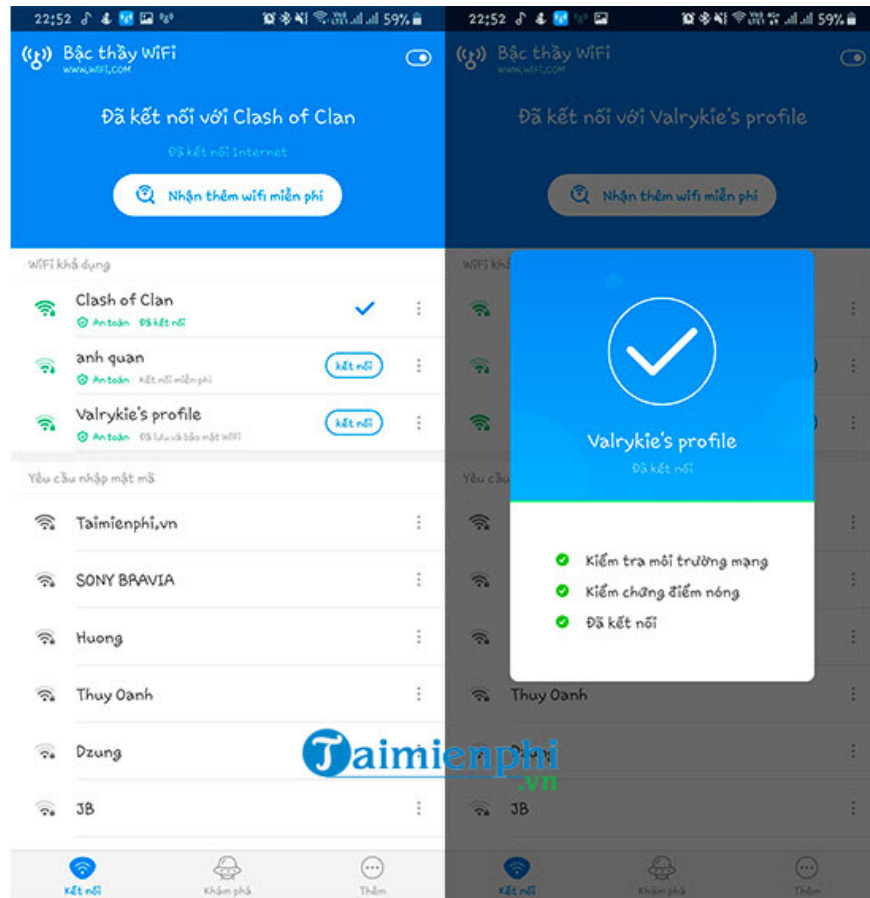 22:52
59%
Bậc thầy WiFi
WWW.WIFI.COM
Đã kết nối với Clash of Clan
Đã kết nối Internet
Nhận thêm wifi miễn phí
WiFi khả dụng
Clash of Clan
An toàn Đã kết nối
anh quan
An toàn Kết nối miễn phí
kết nối
Valrykie's profile
An toàn Đã lưu và bảo mật WiFi
kết nối
Yêu cầu nhập mật mã
Taimienphi.vn
SONY BRAVIA
Huong
Thuy Oanh
Dzung
JB
Kết nối
Khám phá
Thêm
22:52
59%
Bậc thầy WiFi
WWW.WIFI.COM
Đã kết nối với Valrykie's profile
Nhận thêm wifi miễn phí
WiFi khả
Valrykie's profile
Đã kết nối
Yêu cầu
Kiểm tra môi trường mạng
Kiểm chứng điểm nóng
Đã kết nối
Thuy Oanh
JB
Kết nối
Khám phá
Thêm
Taimienphi
.vn